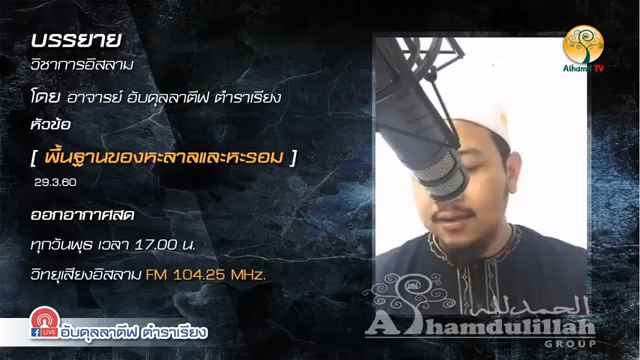 บรรยาย
วิชาการอิสลาม
โดย อาจารย์ อับดุลลาตีฟ ตำราเรียง
หัวข้อ
[ พื้นฐานของหะลาลและหะรอม ]
29.3.60
ออกอากาศสด
ทุกวันพุธ เวลา 17.00 น.
วิทยุเสียงอิสลาม FM 104.25 MHz.
Alhamd TV
الحمد لله
Alhamdulillah
GROUP
LIVE
อับดุลลาตีฟ ตำราเรียง